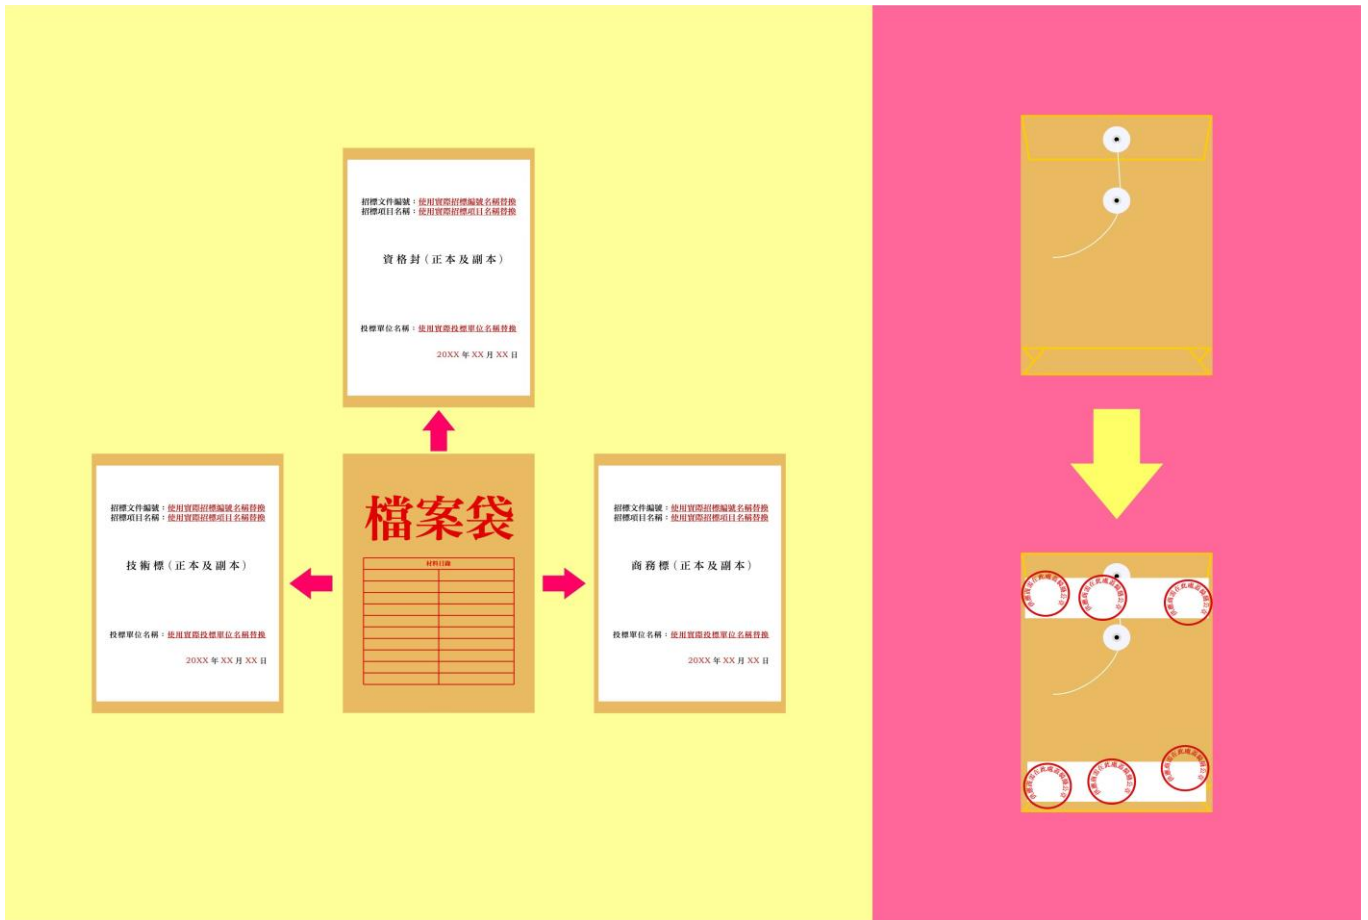 招標文件編號：使用實際招標編號名稱替換
招標項目名稱：使用實際招標項目名稱替換
資格封（正本及副本）
投標單位名稱：使用實際投標單位名稱替換
20XX 年 XX 月 XX 日
招標文件編號：使用實際招標編號名稱替換
招標項目名稱：使用實際招標項目名稱替換
技術標（正本及副本）
投標單位名稱：使用實際投標單位名稱替換
20XX 年 XX 月 XX 日
檔案袋
材料目錄
招標文件編號：使用實際招標編號名稱替換
招標項目名稱：使用實際招標項目名稱替換
商務標（正本及副本）
投標單位名稱：使用實際投標單位名稱替換
20XX 年 XX 月 XX 日